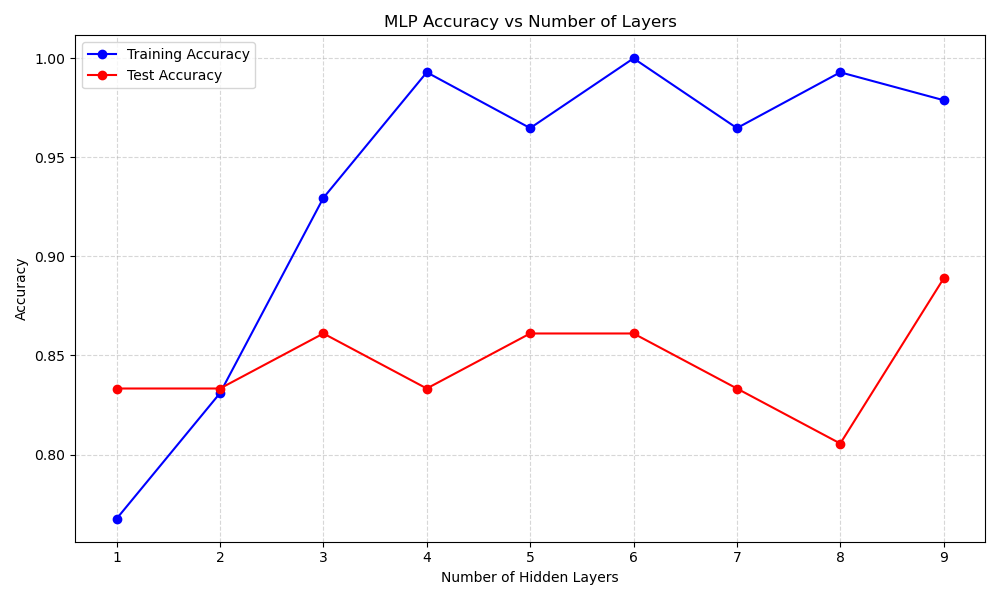 MLP Accuracy vs Number of Layers
Training Accuracy
Test Accuracy
1.00
0.95
0.90
0.85
0.80
Accuracy
1 2 3 4 5 6 7 8 9
Number of Hidden Layers